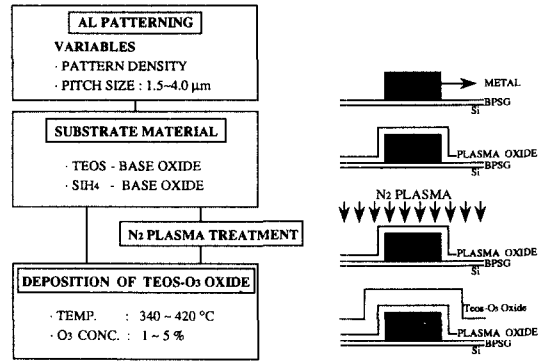 AL PATTERNING
VARIABLES
· PATTERN DENSITY
· PITCH SIZE : 1.5~4.0 μm
SUBSTRATE MATERIAL
· TEOS - BASE OXIDE
· SIH4 - BASE OXIDE
N2 PLASMA TREATMENT
DEPOSITION OF TEOS-O3 OXIDE
· TEMP. : 340 ~ 420 °C
· O3 CONC. : 1 ~ 5 %
METAL
BPSG
Si
PLASMA OXIDE
BPSG
Si
N2 PLASMA
PLASMA OXIDE
BPSG
Si
Teos-O3 Oxide
PLASMA OXIDE
BPSG
Si